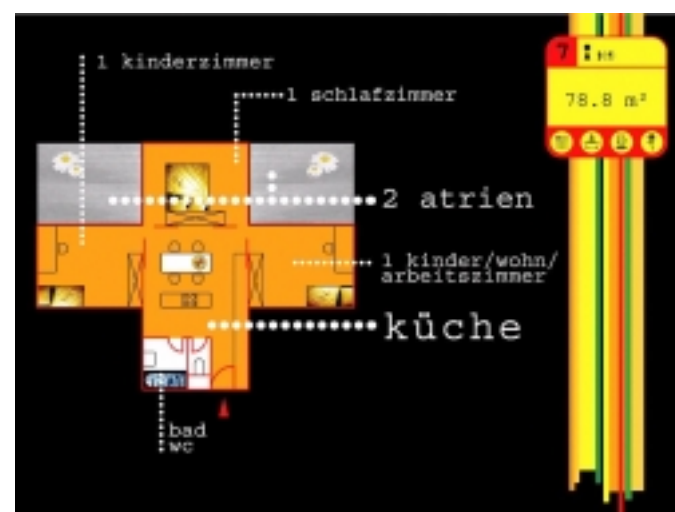 1 kinderzimmer
1 schlafzimmer
2 atrien
1 kinder/wohn/
arbeitszimmer
küche
bad
wc
7
78.8 m²